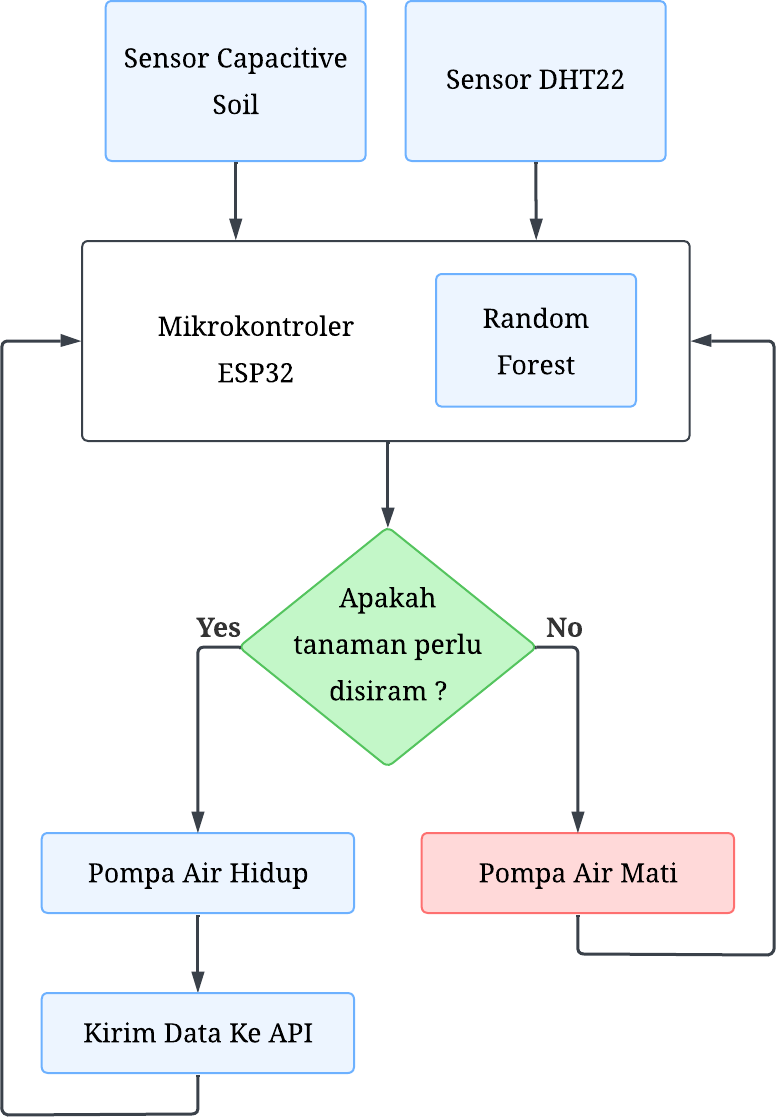 Sensor Capacitive
Soil
Sensor DHT22
Mikrokontroler
ESP32
Random
Forest
Apakah
tanaman perlu
disiram ?
Yes
No
Pompa Air Hidup
Pompa Air Mati
Kirim Data Ke API